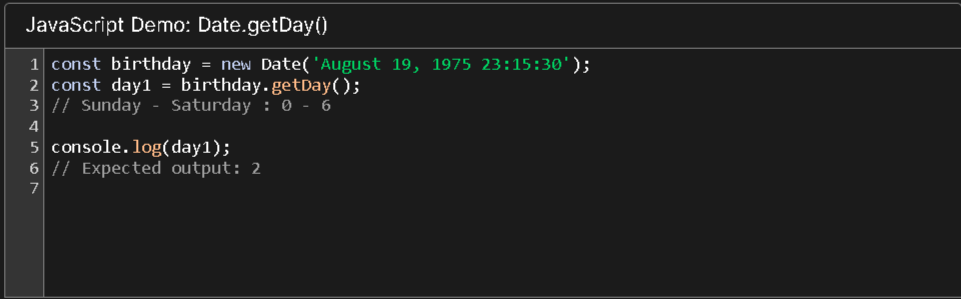 JavaScript Demo: Date.getDay()
1 const birthday = new Date('August 19, 1975 23:15:30');
2 const day1 = birthday.getDay();
3 // Sunday - Saturday : 0 - 6
4
5 console.log(day1);
6 // Expected output: 2
7